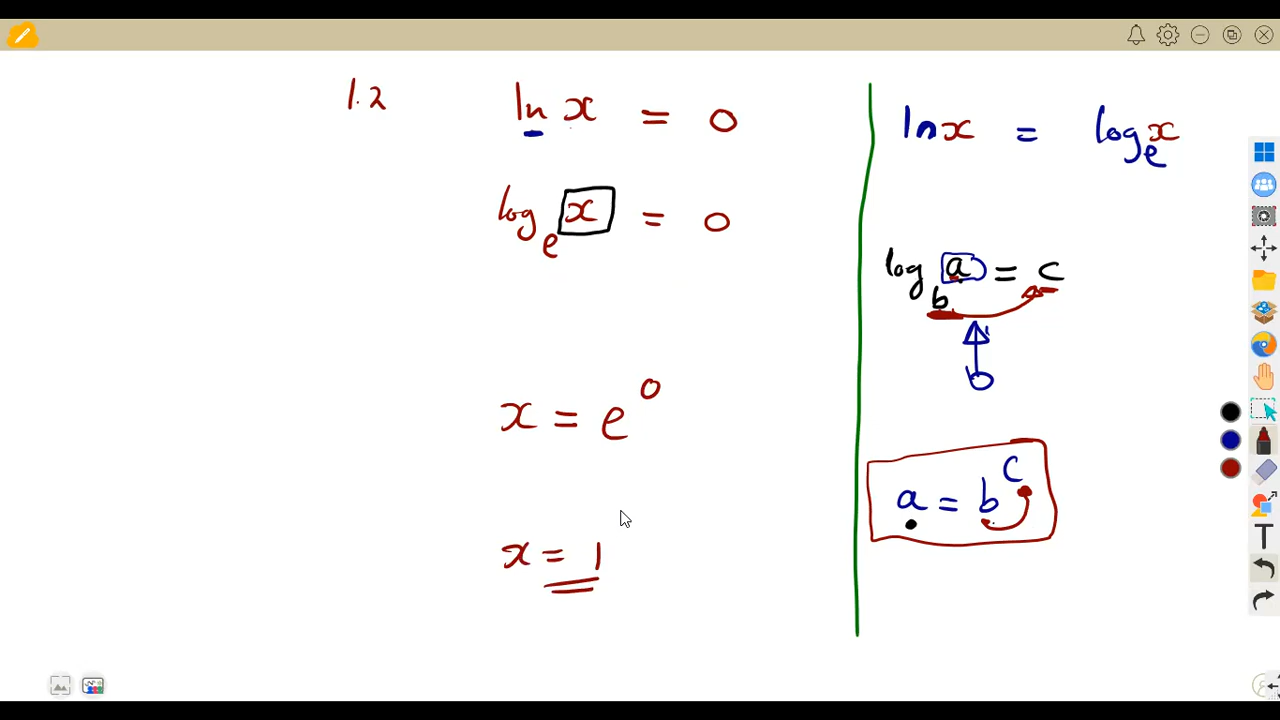 1.2
ln x = 0
log_e x = 0
x = e^0
x = 1
ln x = log_e x
log_b a = c
b
a = b^c
T